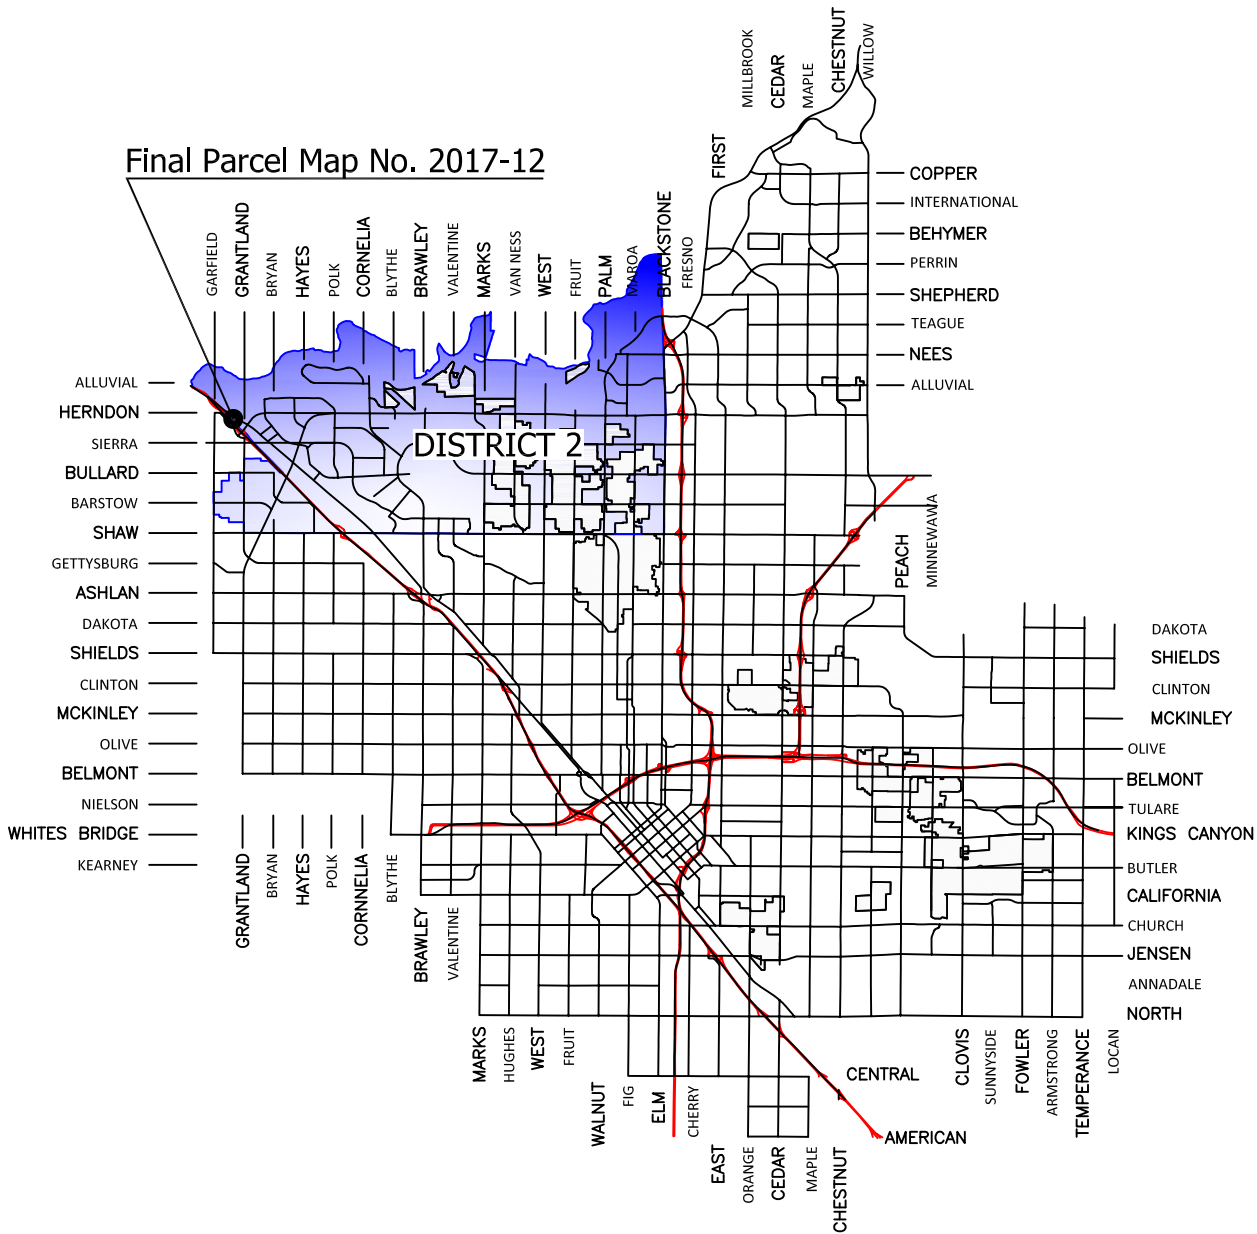 MILLBROOK
CEDAR
MAPLE
CHESTNUT
WILLOW
FIRST
Final Parcel Map No. 2017-12
COPPER
INTERNATIONAL
BEHYMER
PERRIN
SHEPHERD
TEAGUE
NEES
ALLUVIAL
GARFIELD
GRANTLAND
BRYAN
HAYES
POLK
CORNELIA
BLYTHE
BRAWLEY
VALENTINE
MARKS
VAN NESS
WEST
FRUIT
PALM
MAROA
BLACKSTONE
FRESNO
ALLUVIAL
HERNDON
SIERRA
BULLARD
BARSTOW
SHAW
GETTYSBURG
ASHLAN
DAKOTA
SHIELDS
CLINTON
MCKINLEY
OLIVE
BELMONT
NIELSON
WHITES BRIDGE
KEARNEY
DISTRICT 2
PEACH
MINNEWAWA
DAKOTA
SHIELDS
CLINTON
MCKINLEY
OLIVE
BELMONT
TULARE
KINGS CANYON
BUTLER
CALIFORNIA
CHURCH
JENSEN
ANNADALE
NORTH
GRANTLAND
BRYAN
HAYES
POLK
CORNNELIA
BLYTHE
BRAWLEY
VALENTINE
MARKS
HUGHES
WEST
FRUIT
WALNUT
FIG
ELM
CHERRY
EAST
ORANGE
CEDAR
MAPLE
CHESTNUT
CENTRAL
AMERICAN
CLOVIS
SUNNYSIDE
FOWLER
ARMSTRONG
TEMPERANCE
LOCAN